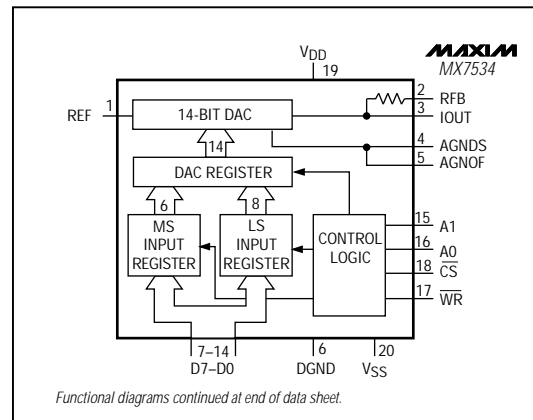 VDD
19
MAXIM
MX7534
REF 1
14-BIT DAC
2 RFB
3 IOUT
14
4 AGNDS
5 AGNOF
DAC REGISTER
6
8
MS INPUT REGISTER
LS INPUT REGISTER
CONTROL LOGIC
15 A1
16 A0
18 CS
17 WR
7–14
D7–D0
6
DGND
20
VSS
Functional diagrams continued at end of data sheet.